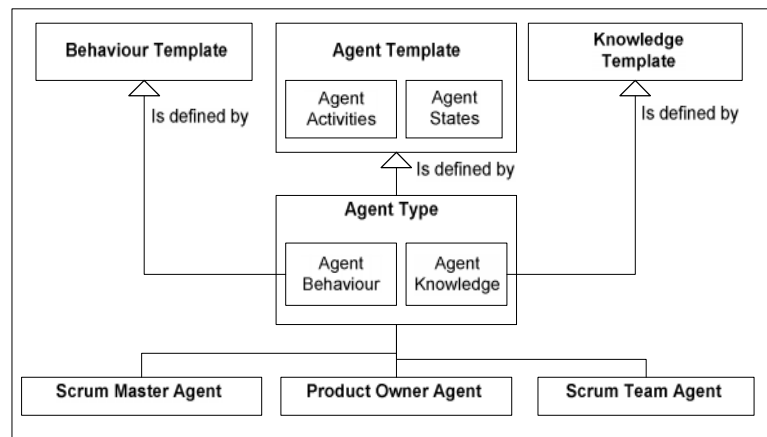 Behaviour Template
Agent Template
Knowledge
Template
Agent
Activities
Agent
States
Is defined by
Is defined by
Is defined by
Agent Type
Agent
Behaviour
Agent
Knowledge
Scrum Master Agent
Product Owner Agent
Scrum Team Agent